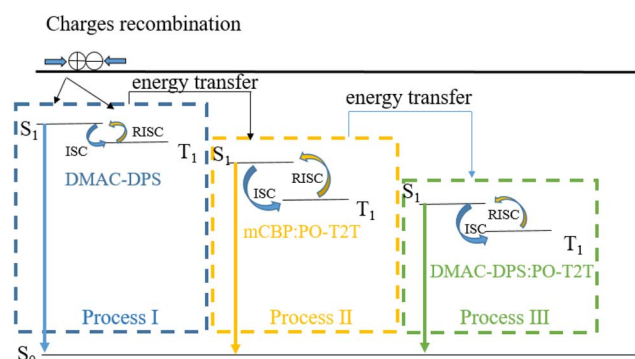 Charges recombination
energy transfer
energy transfer
S1
ISC
RISC
T1
DMAC-DPS
Process I
S1
ISC
RISC
T1
mCBP:PO-T2T
Process II
S1
ISC
RISC
T1
DMAC-DPS:PO-T2T
Process III
S0